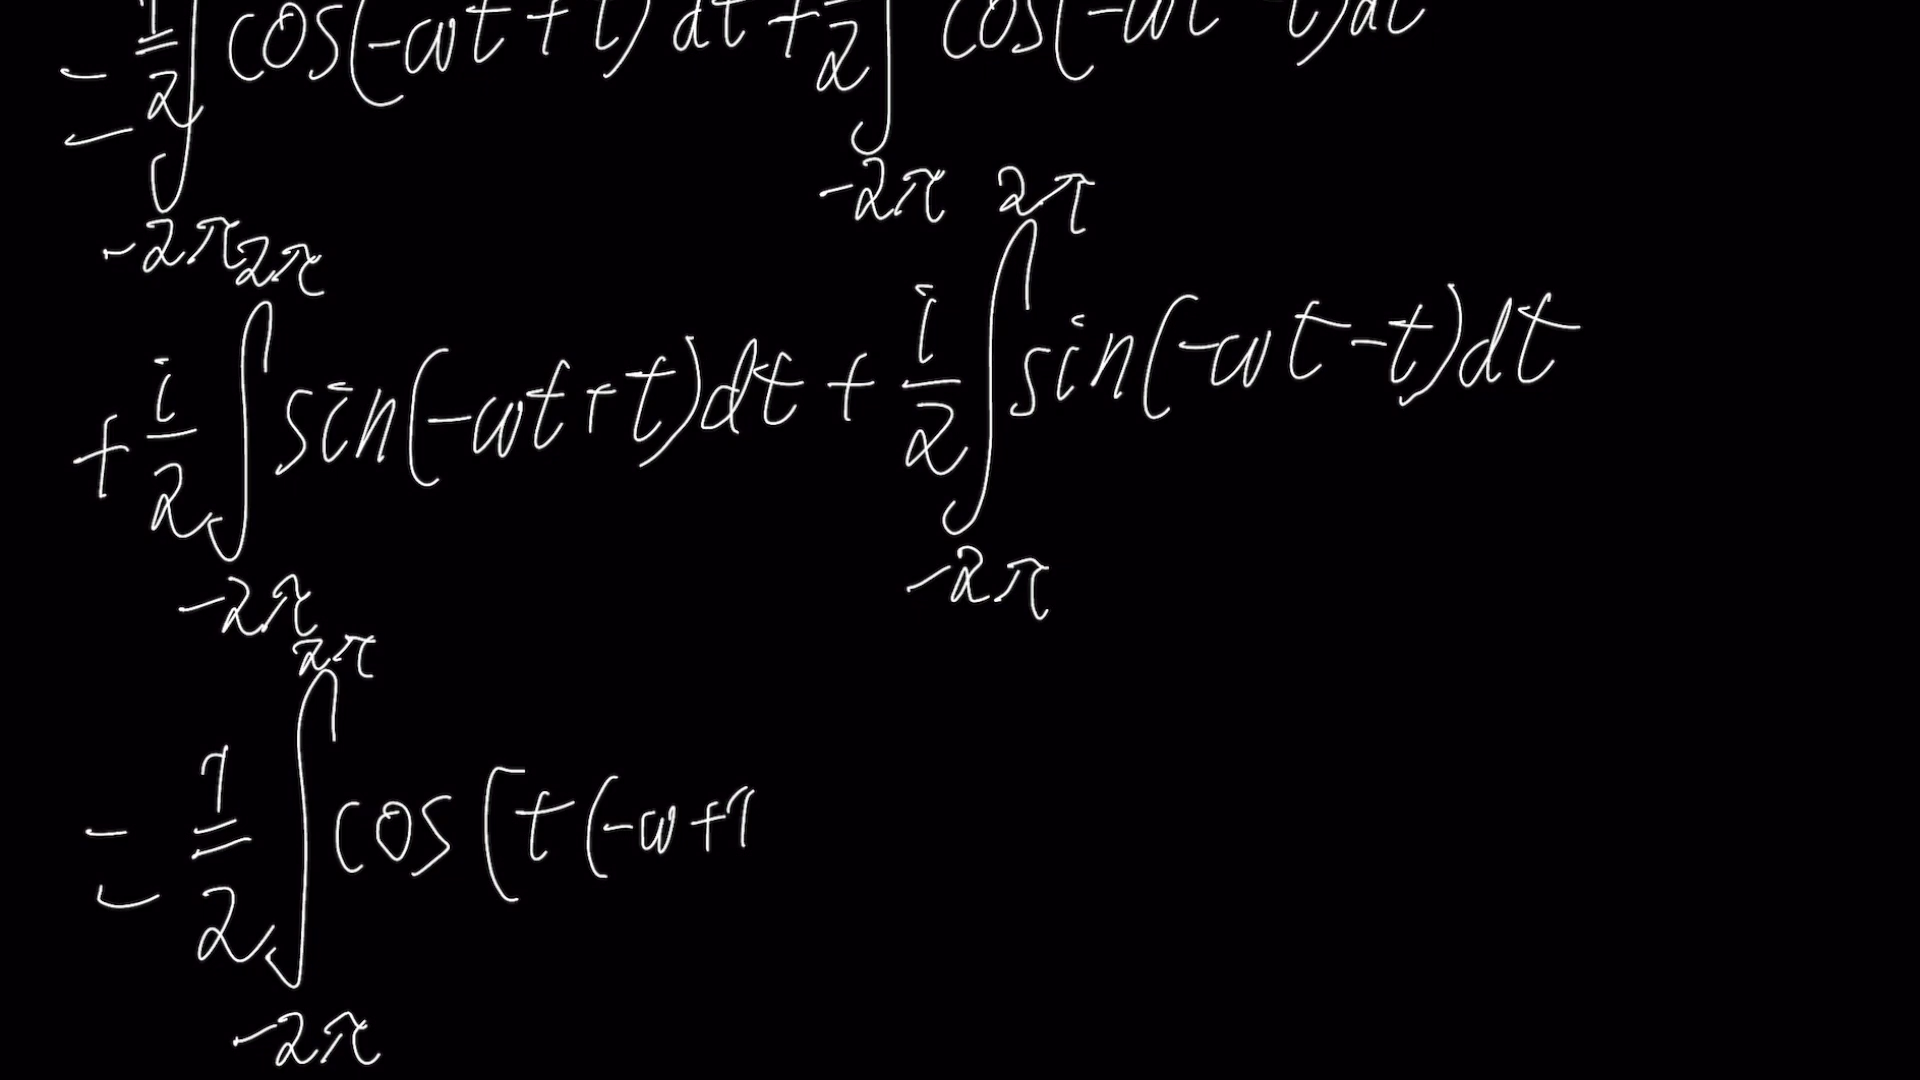 = 1/2 ∫_{-2π} cos(-ωt+t)dt + 1/2 ∫_{-2π} cos(-ωt-t)dt
+ i/2 ∫_{-2π}^{2π} sin(-ωt+t)dt + i/2 ∫_{-2π}^{2π} sin(-ωt-t)dt
= 1/2 ∫_{-2π}^{2π} cos(t(-ω+1